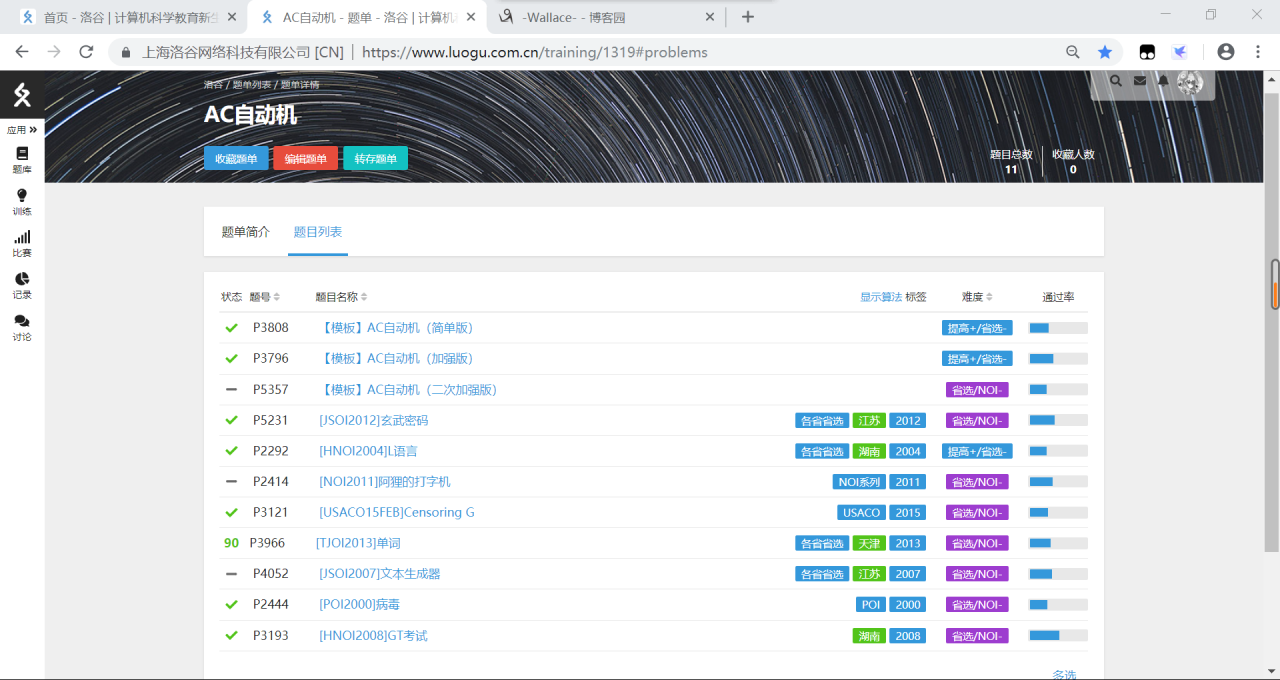 首页 - 洛谷 | 计算机科学教育新生
AC自动机 - 题单 - 洛谷 | 计算机
-Wallace- - 博客园
上海洛谷网络科技有限公司 [CN] | https://www.luogu.com.cn/training/1319#problems
洛谷 / 题单列表 / 题单详情
AC自动机
应用
收藏题单 编辑题单 转存题单
题目总数 收藏人数
11 0
题库
训练
比赛
记录
讨论
题单简介 题目列表
状态 题号 题目名称 显示算法 标签 难度 通过率
P3808 【模板】AC自动机（简单版） 提高+/省选-
P3796 【模板】AC自动机（加强版） 提高+/省选-
P5357 【模板】AC自动机（二次加强版） 省选/NOI-
P5231 [JSOI2012]玄武密码 各省省选 江苏 2012 省选/NOI-
P2292 [HNOI2004]L语言 各省省选 湖南 2004 提高+/省选-
P2414 [NOI2011]阿狸的打字机 NOI系列 2011 省选/NOI-
P3121 [USACO15FEB]Censoring G USACO 2015 省选/NOI-
90 P3966 [TJOI2013]单词 各省省选 天津 2013 省选/NOI-
P4052 [JSOI2007]文本生成器 各省省选 江苏 2007 省选/NOI-
P2444 [POI2000]病毒 POI 2000 省选/NOI-
P3193 [HNOI2008]GT考试 湖南 2008 省选/NOI-
多选